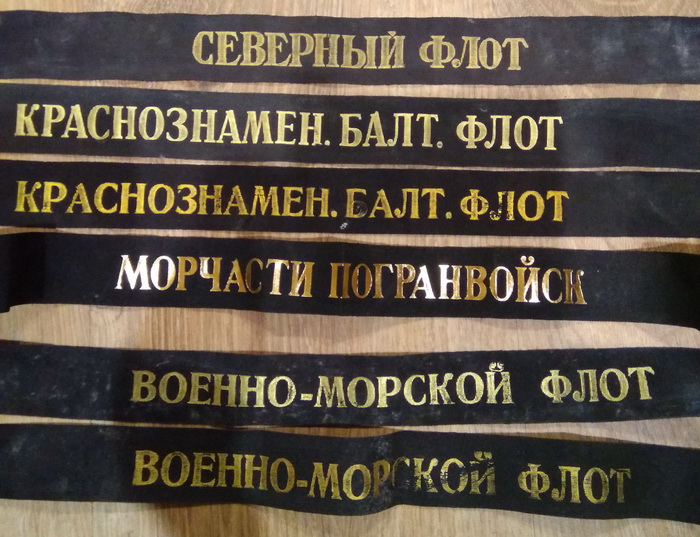 СЕВЕРНЫЙ ФЛОТ
КРАСНОЗНАМЕН. БАЛТ. ФЛОТ
КРАСНОЗНАМЕН. БАЛТ. ФЛОТ
МОРЧАСТИ ПОГРАНВОЙСК
ВОЕННО-МОРСКОЙ ФЛОТ
ВОЕННО-МОРСКОЙ ФЛОТ